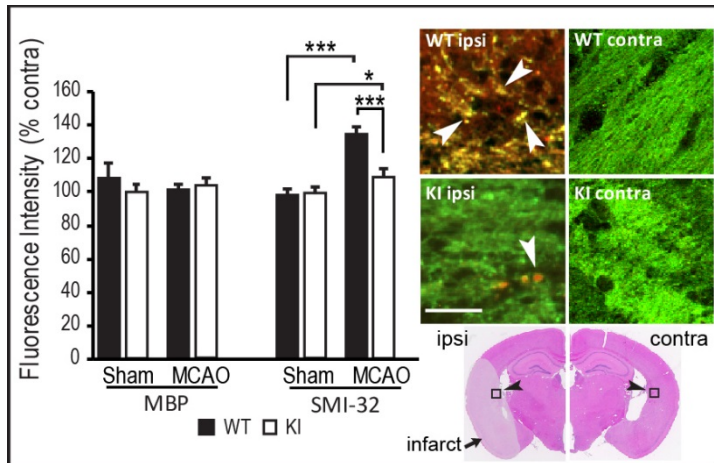 Fluorescence Intensity (% contra)
160
140
120
100
80
60
40
20
0
***
*
***
Sham MCAO Sham MCAO
MBP SMI-32
WT KI
WT ipsi
WT contra
KI ipsi
KI contra
ipsi contra
infarct